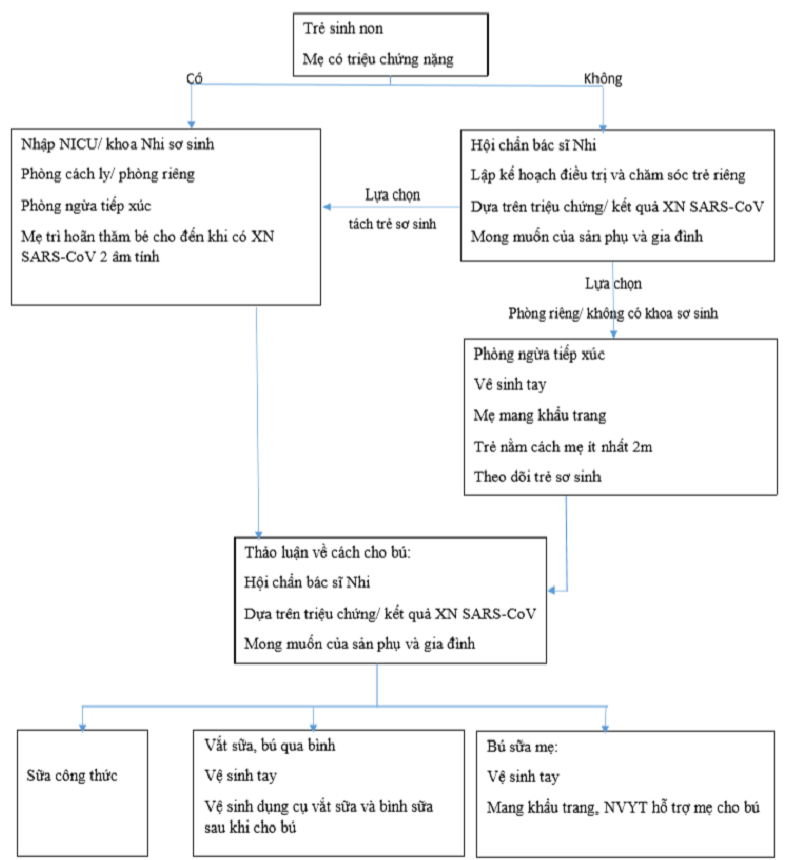 Trẻ sinh non
Mẹ có triệu chứng nặng
Có
Không
Nhập NICU/ khoa Nhi sơ sinh
Phòng cách ly/ phòng riêng
Phòng ngừa tiếp xúc
Mẹ trì hoãn thăm bé cho đến khi có XN
SARS-CoV 2 âm tính
Lựa chọn
tách trẻ sơ sinh
Hội chẩn bác sĩ Nhi
Lập kế hoạch điều trị và chăm sóc trẻ riêng
Dựa trên triệu chứng/ kết quả XN SARS-CoV
Mong muốn của sản phụ và gia đình
Lựa chọn
Phòng riêng/ không có khoa sơ sinh
Phòng ngừa tiếp xúc
Vê sinh tay
Mẹ mang khẩu trang
Trẻ nằm cách mẹ ít nhất 2m
Theo dõi trẻ sơ sinh
Thảo luận về cách cho bú:
Hội chẩn bác sĩ Nhi
Dựa trên triệu chứng/ kết quả XN SARS-CoV
Mong muốn của sản phụ và gia đình
Sữa công thức
Vắt sữa, bú qua bình
Vệ sinh tay
Vệ sinh dụng cụ vắt sữa và bình sữa
sau khi cho bú
Bú sữa mẹ:
Vệ sinh tay
Mang khẩu trang, NVYT hỗ trợ mẹ cho bú